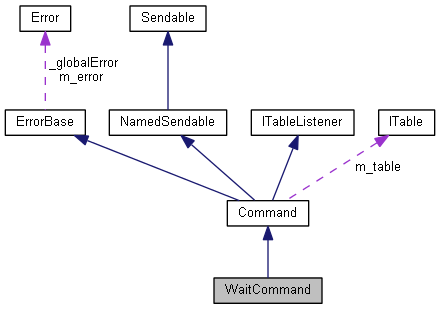 Error
Sendable
_globalError
m_error
ErrorBase
NamedSendable
ITableListener
ITable
m_table
Command
WaitCommand